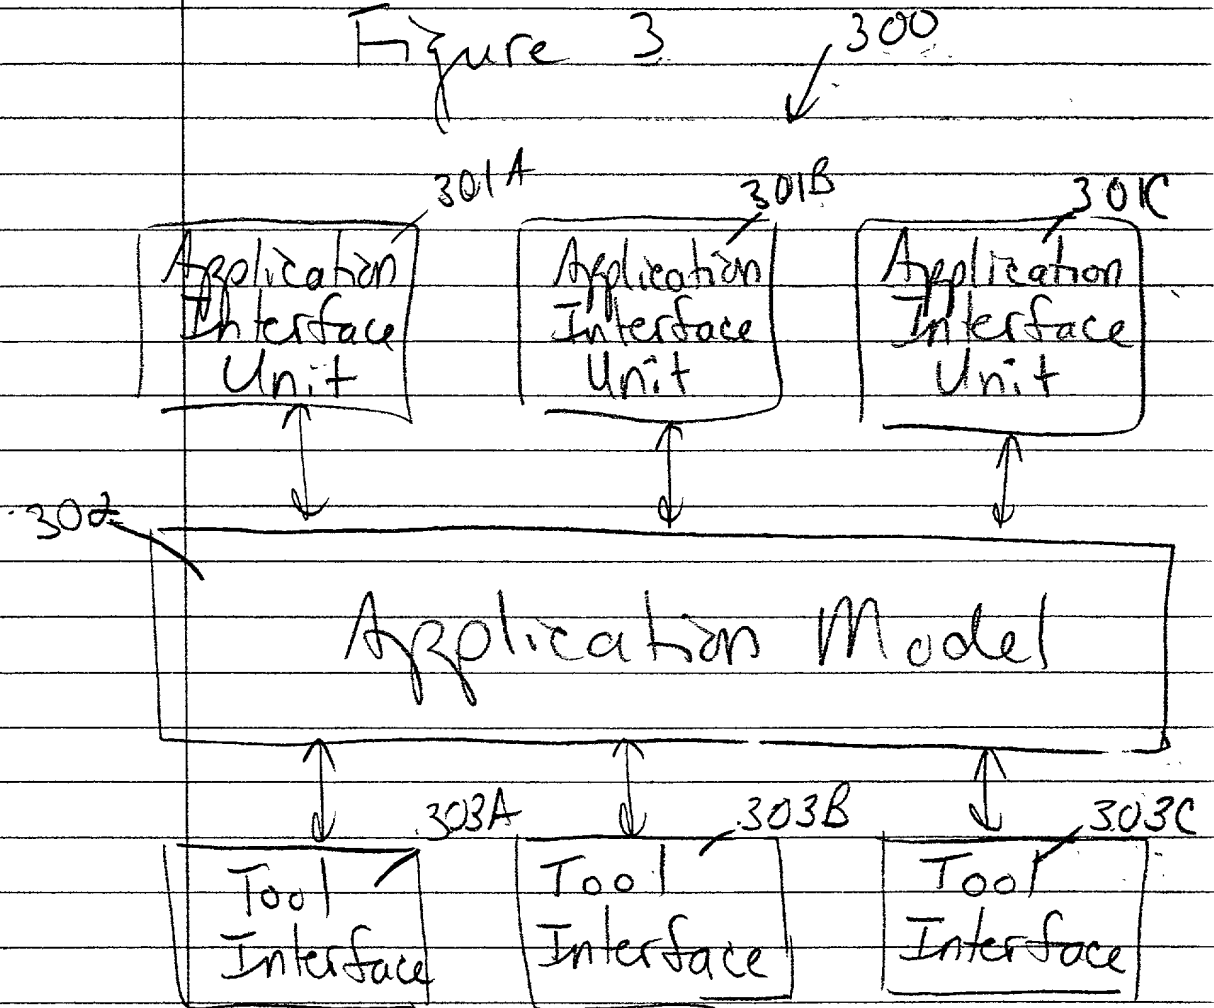 Figure 3
300
301A
301B
301C
Application
Interface
Unit
Application
Interface
Unit
Application
Interface
Unit
302
Application Model
303A
303B
303C
Tool
Interface
Tool
Interface
Tool
Interface